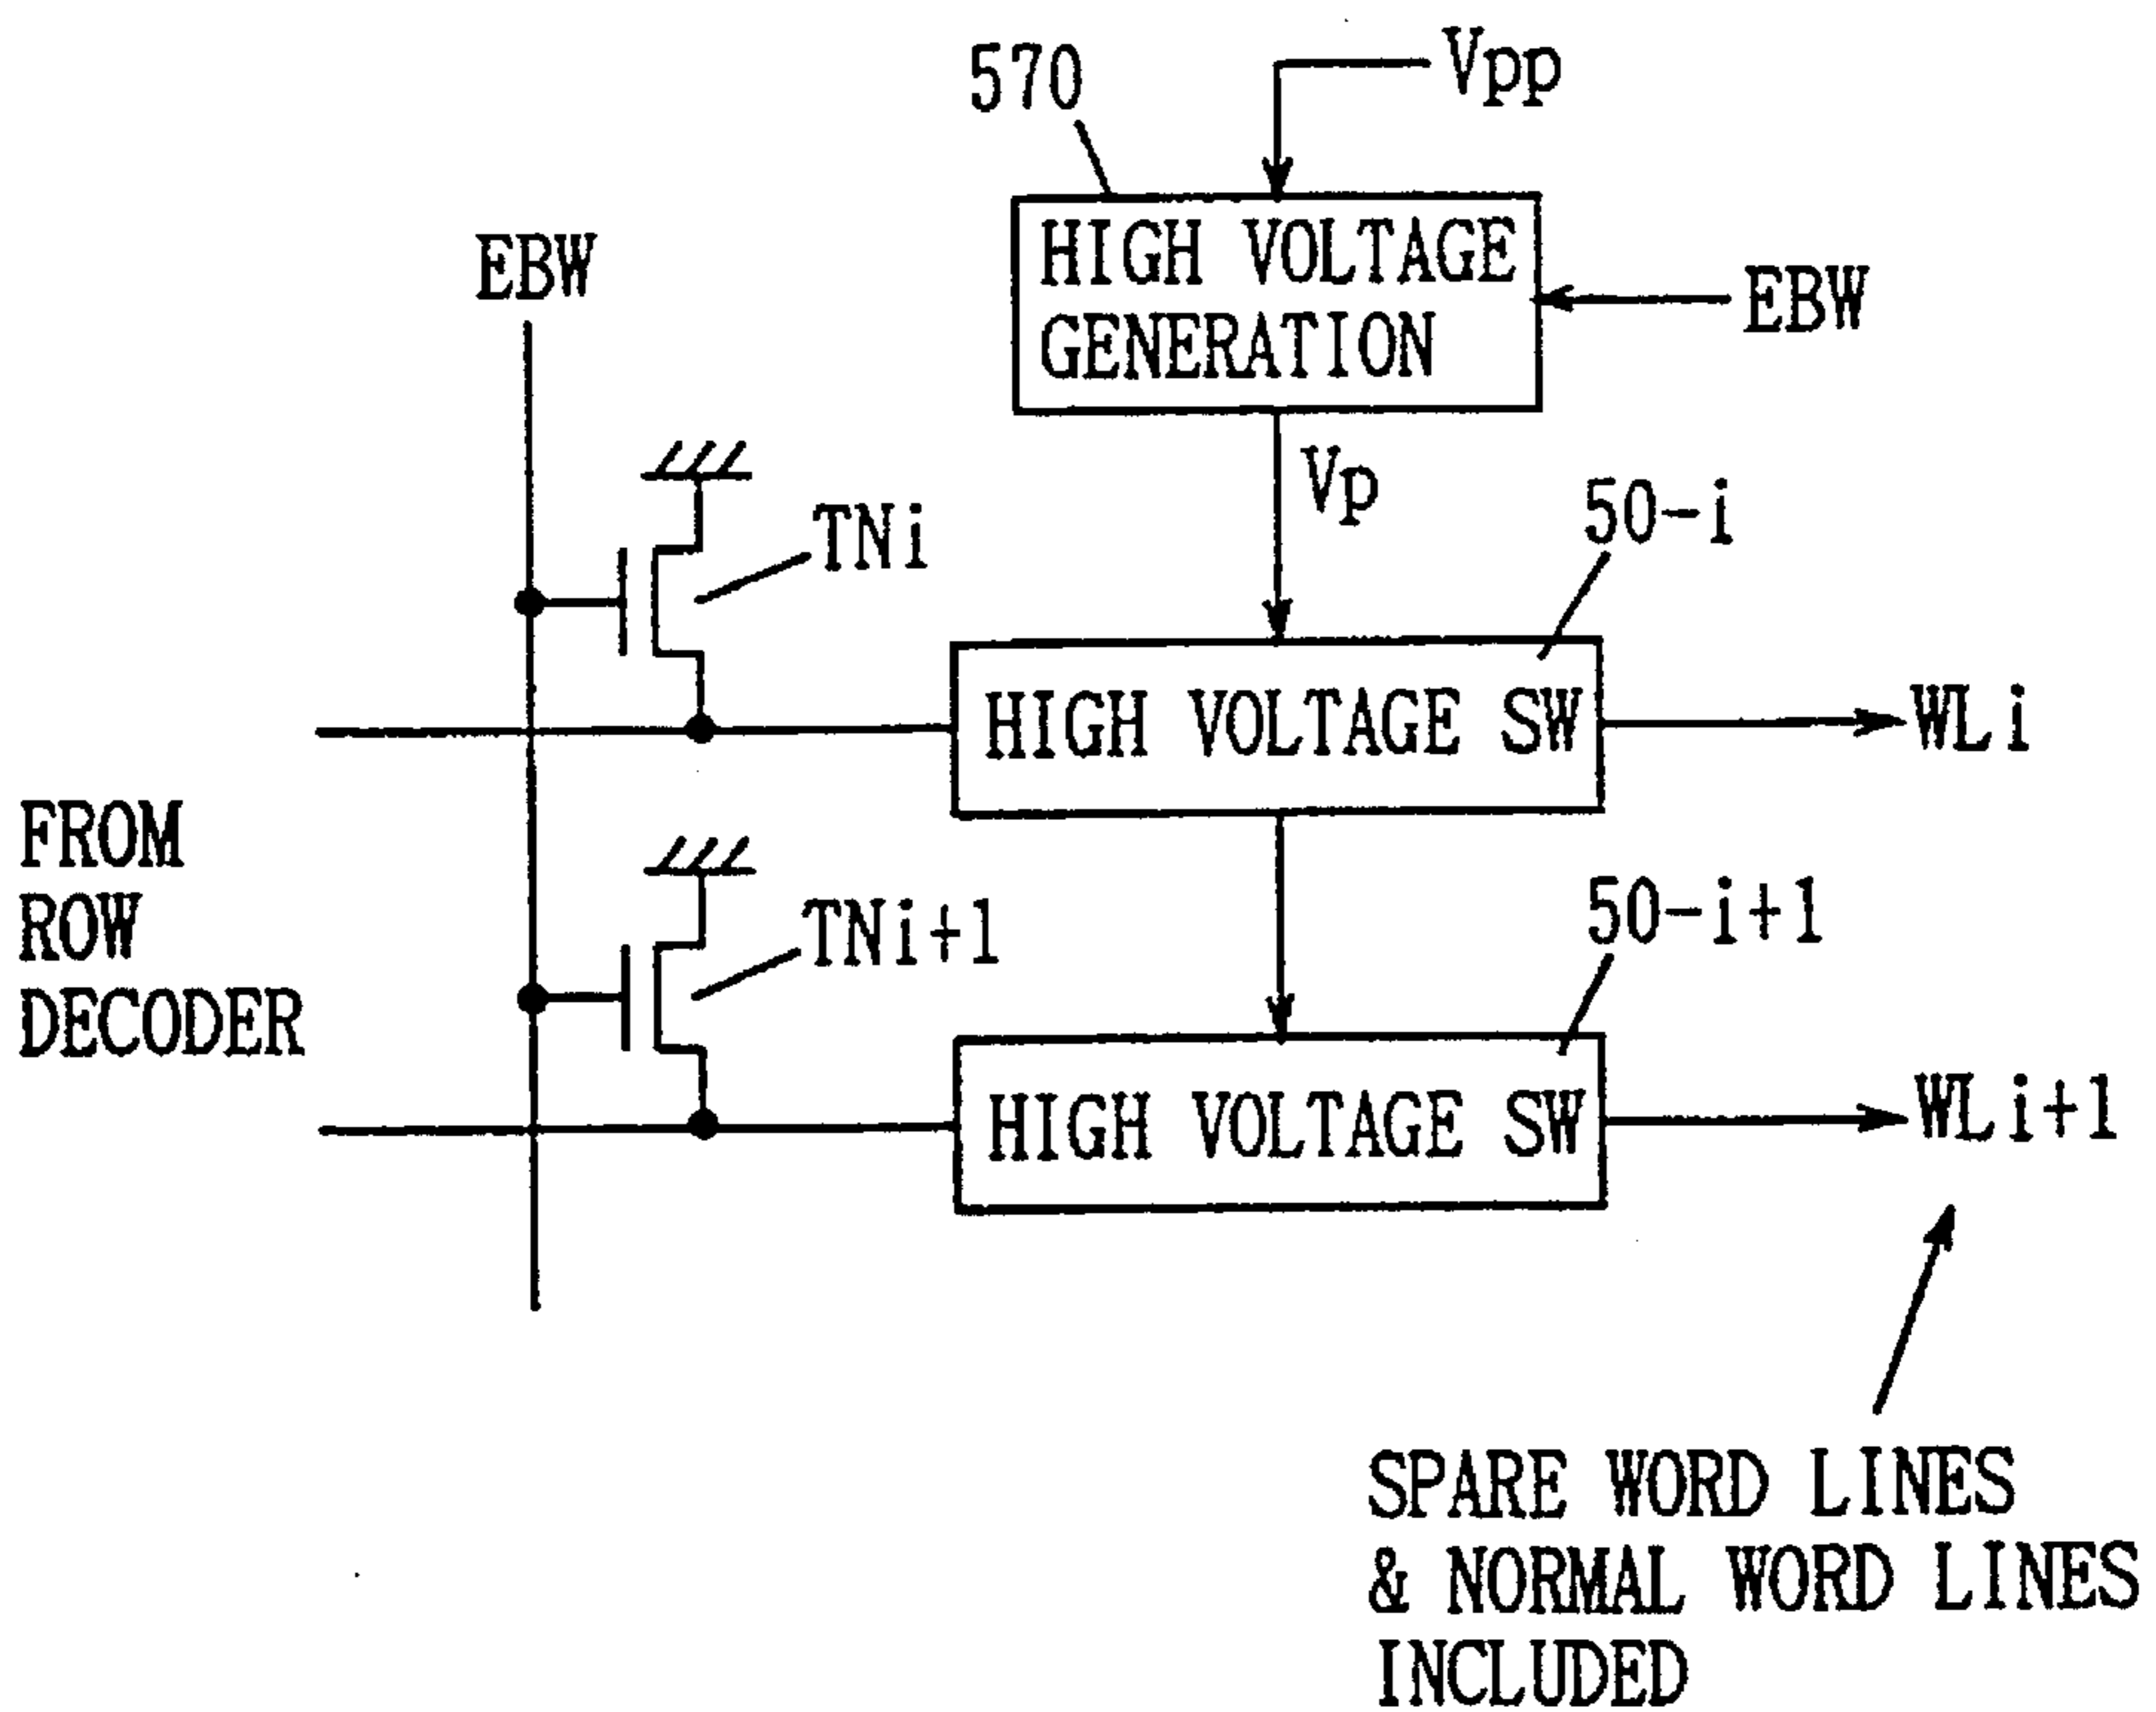 570
Vpp
HIGH VOLTAGE
GENERATION
EBW
EBW
Vp
TNi
50-i
HIGH VOLTAGE SW
WLi
FROM
ROW
DECODER
TNi+1
50-i+1
HIGH VOLTAGE SW
WLi+1
SPARE WORD LINES
& NORMAL WORD LINES
INCLUDED